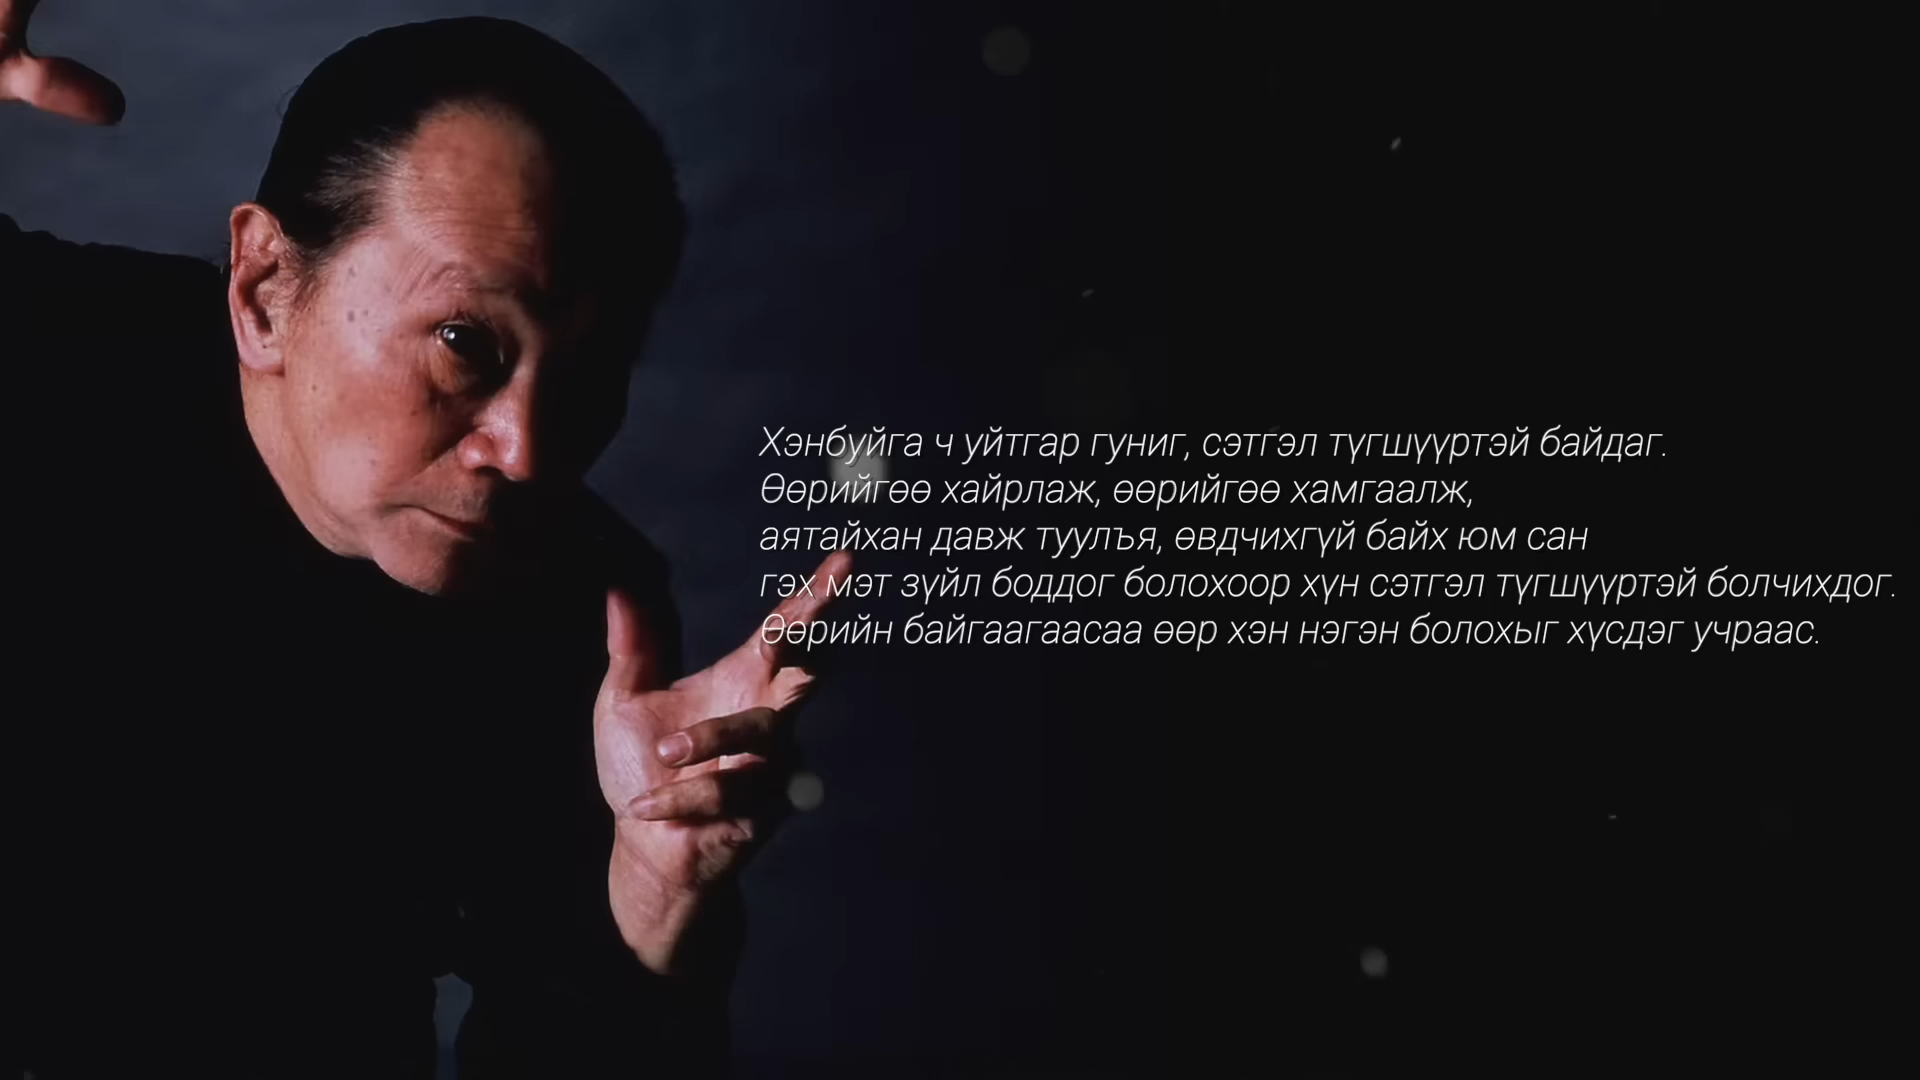 Хэнбуйга ч уйтгар гуниг, сэтгэл түгшүүртэй байдаг.
Өөрийгөө хайрлаж, өөрийгөө хамгаалж,
аятайхан давж туулъя, өвдчихгүй байх юм сан
гэх мэт зүйл боддог болохоор хүн сэтгэл түгшүүртэй болчихдог.
Өөрийн байгаагаасаа өөр хэн нэгэн болохыг хүсдэг учраас.